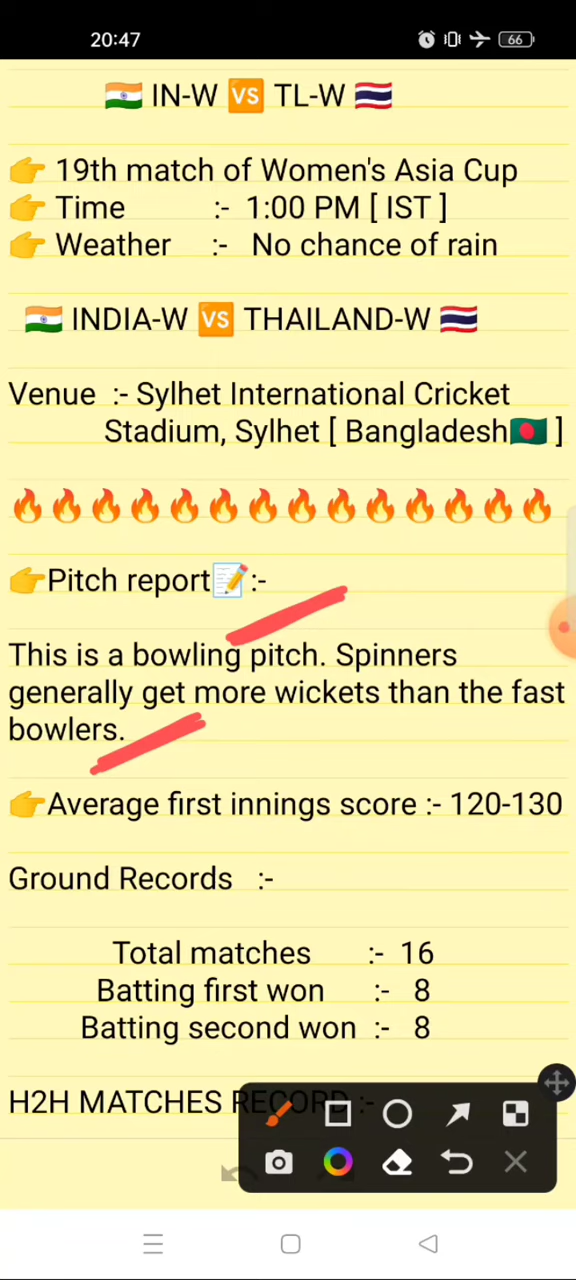 20:47
66
🇮🇳 IN-W 🆚 TL-W 🇹🇭
👉 19th match of Women's Asia Cup
👉 Time :- 1:00 PM [ IST ]
👉 Weather :- No chance of rain
🇮🇳 INDIA-W 🆚 THAILAND-W 🇹🇭
Venue :- Sylhet International Cricket
Stadium, Sylhet [ Bangladesh🇧🇩 ]
👉Pitch report📝:-
This is a bowling pitch. Spinners
generally get more wickets than the fast
bowlers.
👉Average first innings score :- 120-130
Ground Records :-
Total matches :- 16
Batting first won :- 8
Batting second won :- 8
H2H MATCHES RECORD :-